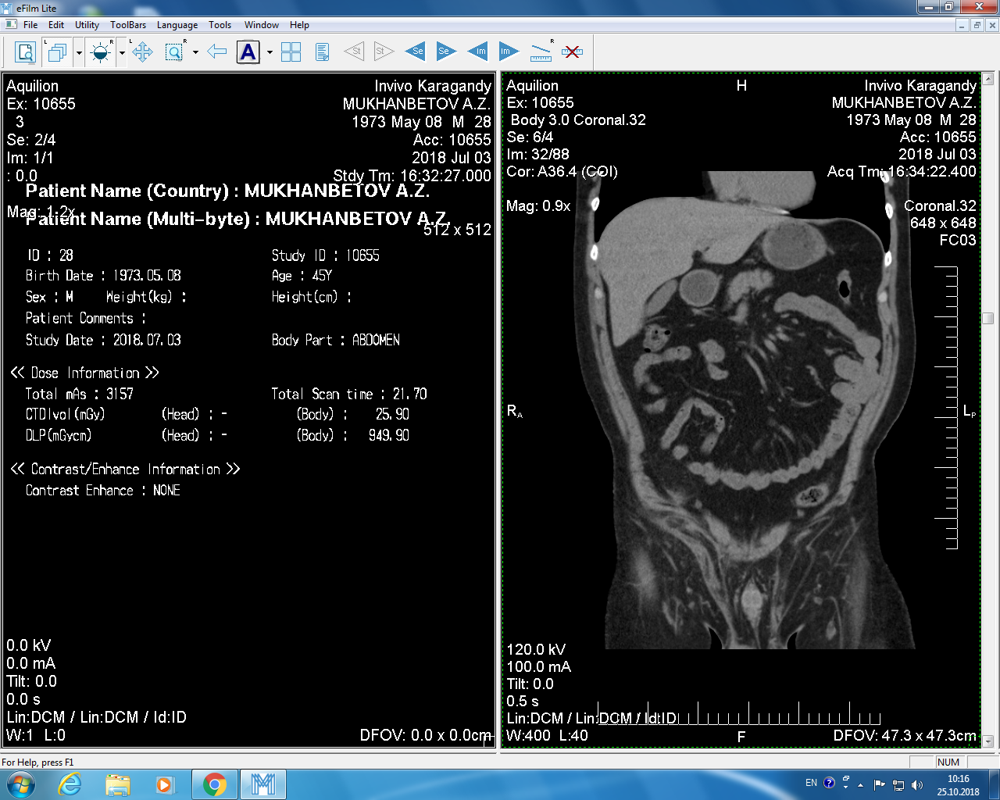 eFilm Lite
File Edit Utility ToolBars Language Tools Window Help
L R L R A St St Se Se Im Im R
Aquilion Invivo Karagandy
Ex: 10655 MUKHANBETOV A.Z.
3 1973 May 08 M 28
Se: 2/4 Acc: 10655
Im: 1/1 2018 Jul 03
: 0.0 Stdy Tm: 16:32:27.000
Patient Name (Country) : MUKHANBETOV A.Z.
Mag: 1.2x
Patient Name (Multi-byte) : MUKHANBETOV A.Z.
512 x 512
ID : 28 Study ID : 10655
Birth Date : 1973.05.08 Age : 45Y
Sex : M Weight(kg) : Height(cm) :
Patient Comments :
Study Date : 2018.07.03 Body Part : ABDOMEN
<< Dose Information >>
Total mAs : 3157 Total Scan time : 21.70
CTDIvol(mGy) (Head) : - (Body) : 25.90
DLP(mGycm) (Head) : - (Body) : 949.90
<< Contrast/Enhance Information >>
Contrast Enhance : NONE
0.0 kV
0.0 mA
Tilt: 0.0
0.0 s
Lin:DCM / Lin:DCM / Id:ID
W:1 L:0 DFOV: 0.0 x 0.0cm
Aquilion H Invivo Karagandy
Ex: 10655 MUKHANBETOV A.Z.
Body 3.0 Coronal.32 1973 May 08 M 28
Se: 6/4 Acc: 10655
Im: 32/88 2018 Jul 03
Cor: A36.4 (COI) Acq Tm: 16:34:22.400
Mag: 0.9x Coronal.32
648 x 648
FC03
RA LP
120.0 kV
100.0 mA
Tilt: 0.0
0.5 s
Lin:DCM / Lin:DCM / Id:ID
W:400 L:40 F DFOV: 47.3 x 47.3cm
For Help, press F1 NUM
EN 10:16
25.10.2018